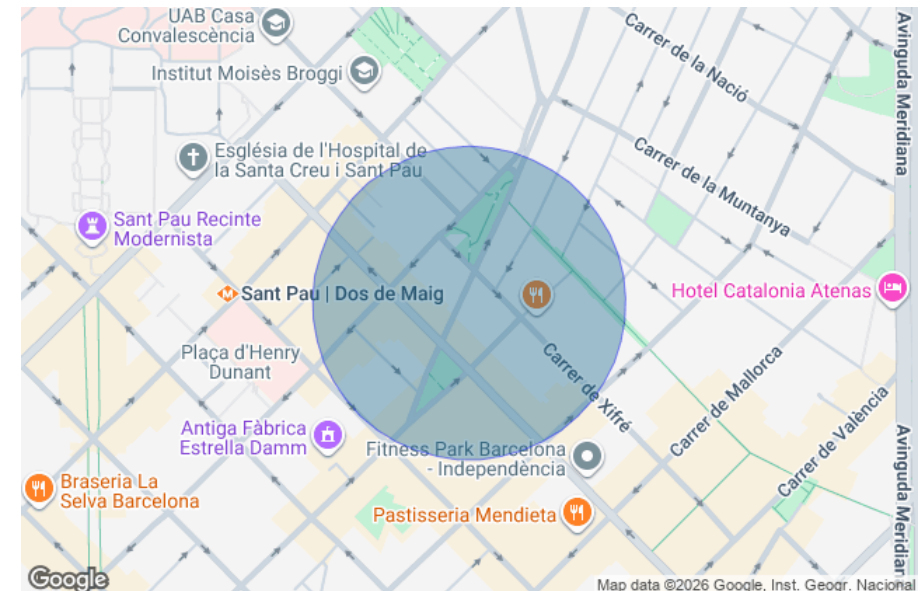 UAB Casa
Convalescència
Institut Moisès Broggi
Carrer de la Nació
Avinguda Meridiana
Església de l'Hospital de
la Santa Creu i Sant Pau
Carrer de la Muntanya
Sant Pau Recinte
Modernista
Sant Pau | Dos de Maig
Hotel Catalonia Atenas
Plaça d'Henry
Dunant
Carrer de Xifré
Carrer de Mallorca
Carrer de València
Antiga Fàbrica
Estrella Damm
Fitness Park Barcelona
- Independència
Avinguda Meridiana
Braseria La
Selva Barcelona
Pastisseria Mendieta
Google
Map data ©2026 Google, Inst. Geogr. Nacional